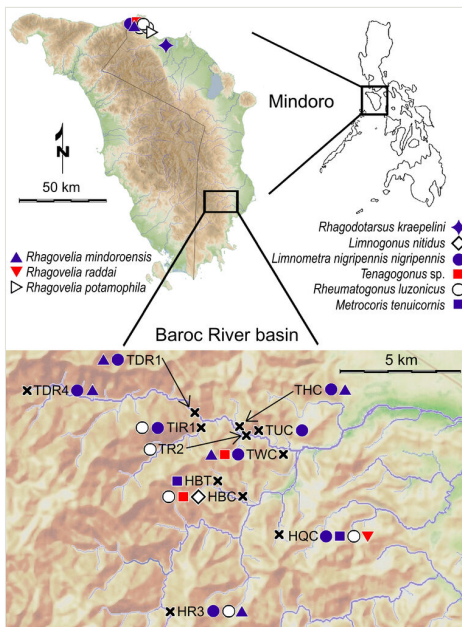 Mindoro
N
50 km
Rhagovelia mindoroensis
Rhagovelia raddai
Rhagovelia potamophila
Rhagodotarsus kraepelini
Limnogonus nitidus
Limnometra nigripennis nigripennis
Tenagogonus sp.
Rheumatogonus luzonicus
Metrocoris tenuicornis
Baroc River basin
5 km
TDR1
TDR4
THC
TIR1
TUC
TR2
TWC
HBT
HBC
HQC
HR3